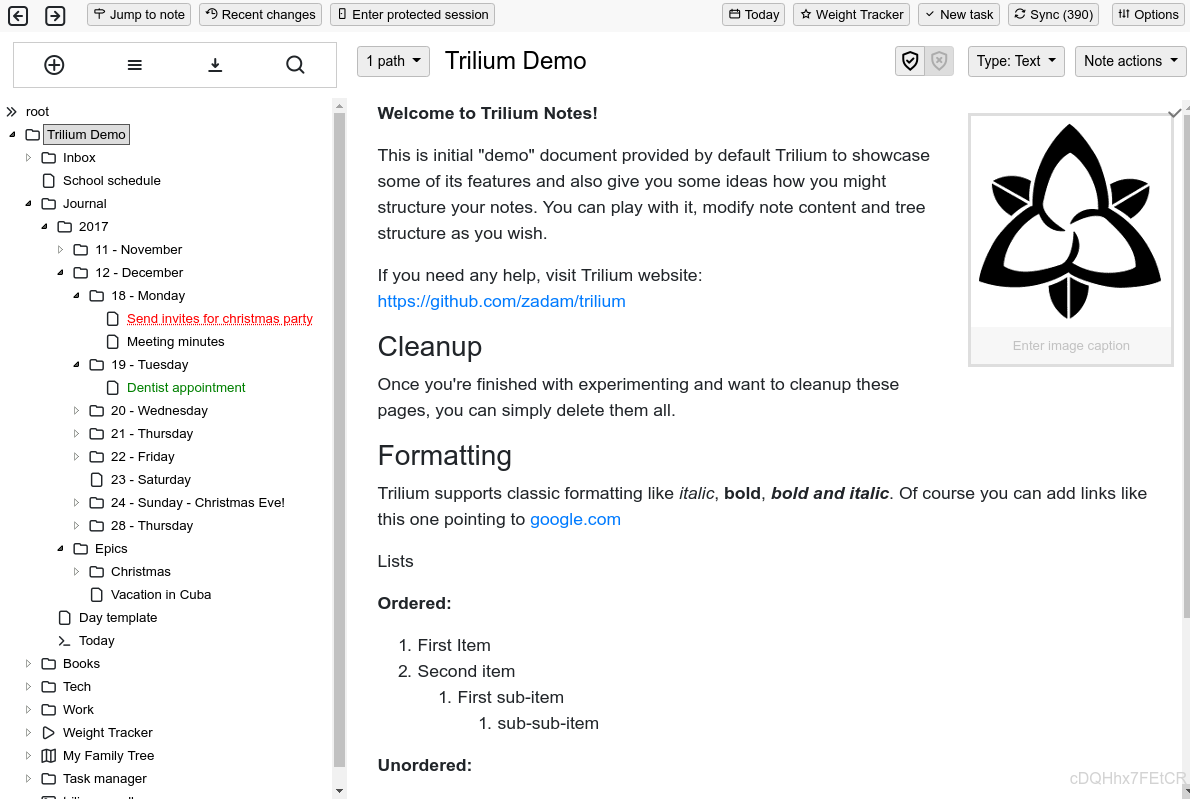 Jump to note
Recent changes
Enter protected session
Today
Weight Tracker
New task
Sync (390)
Options
1 path
Trilium Demo
Type: Text
Note actions
root
Trilium Demo
Inbox
School schedule
Journal
2017
11 - November
12 - December
18 - Monday
Send invites for christmas party
Meeting minutes
19 - Tuesday
Dentist appointment
20 - Wednesday
21 - Thursday
22 - Friday
23 - Saturday
24 - Sunday - Christmas Eve!
28 - Thursday
Epics
Christmas
Vacation in Cuba
Day template
Today
Books
Tech
Work
Weight Tracker
My Family Tree
Task manager
Welcome to Trilium Notes!
This is initial "demo" document provided by default Trilium to showcase
some of its features and also give you some ideas how you might
structure your notes. You can play with it, modify note content and tree
structure as you wish.
If you need any help, visit Trilium website:
https://github.com/zadam/trilium
Enter image caption
Cleanup
Once you're finished with experimenting and want to cleanup these
pages, you can simply delete them all.
Formatting
Trilium supports classic formatting like italic, bold, bold and italic. Of course you can add links like
this one pointing to google.com
Lists
Ordered:
1. First Item
2. Second item
1. First sub-item
1. sub-sub-item
Unordered:
cDQHhx7FEtCR